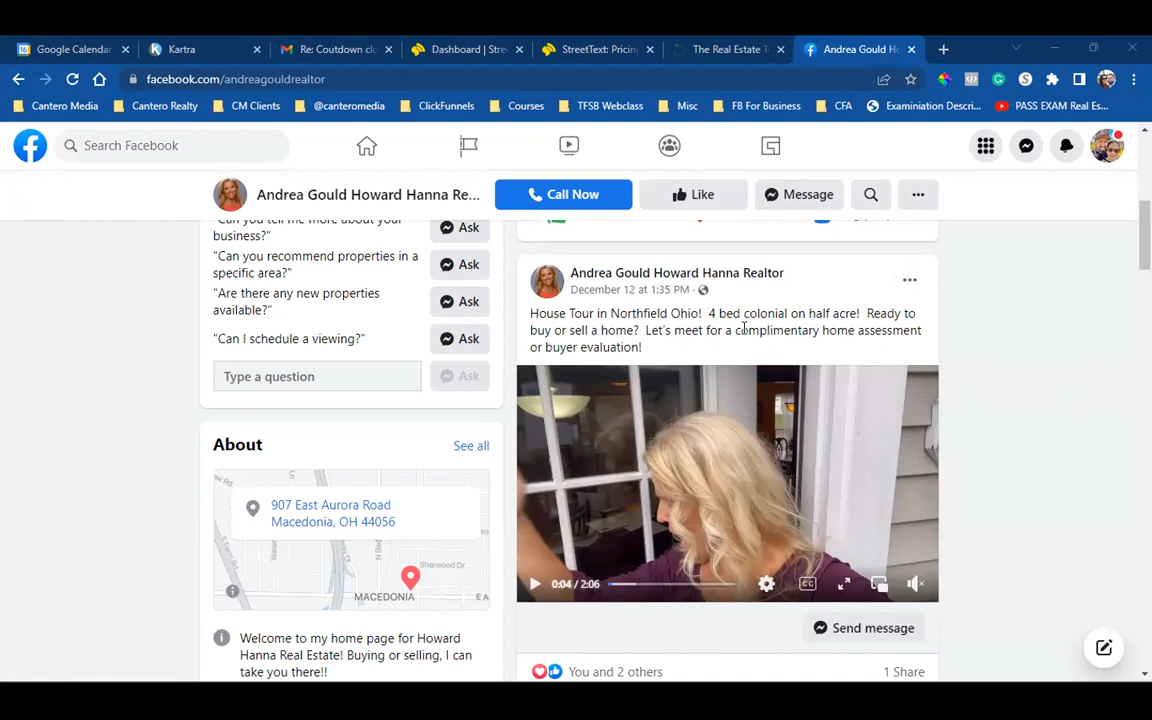 Google Calendar
Kartra
Re: Coutdown clo
Dashboard | Stre
StreetText: Pricin
The Real Estate T
Andrea Gould Ho
facebook.com/andreagouldrealtor
Cantero Media
Cantero Realty
CM Clients
@canteromedia
ClickFunnels
Courses
TFSB Webclass
Misc
FB For Business
CFA
Examiniation Descri...
PASS EXAM Real Es...
Search Facebook
Andrea Gould Howard Hanna Re...
Call Now
Like
Message
"Can you tell me more about your
business?"
Ask
"Can you recommend properties in a
specific area?"
Ask
"Are there any new properties
available?"
Ask
"Can I schedule a viewing?"
Ask
Type a question
Ask
About
See all
907 East Aurora Road
Macedonia, OH 44056
Sherwood Dr
MACEDONIA
E A
Welcome to my home page for Howard
Hanna Real Estate! Buying or selling, I can
take you there!!
Andrea Gould Howard Hanna Realtor
December 12 at 1:35 PM ·
House Tour in Northfield Ohio! 4 bed colonial on half acre! Ready to
buy or sell a home? Let's meet for a complimentary home assessment
or buyer evaluation!
0:04 / 2:06
CC
Send message
You and 2 others
1 Share